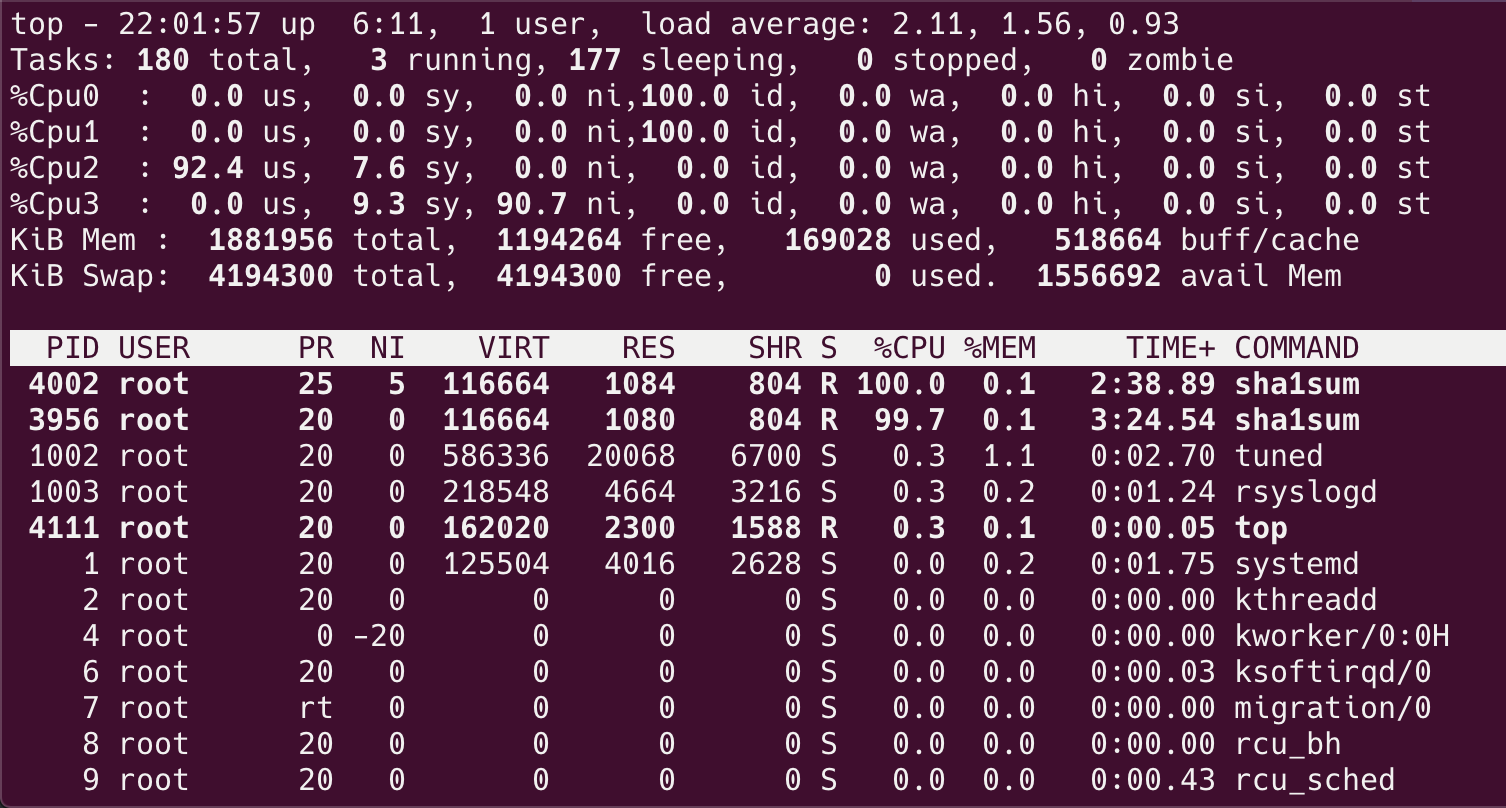 top - 22:01:57 up  6:11,  1 user,  load average: 2.11, 1.56, 0.93
Tasks: 180 total,   3 running, 177 sleeping,   0 stopped,   0 zombie
%Cpu0  :  0.0 us,  0.0 sy,  0.0 ni,100.0 id,  0.0 wa,  0.0 hi,  0.0 si,  0.0 st
%Cpu1  :  0.0 us,  0.0 sy,  0.0 ni,100.0 id,  0.0 wa,  0.0 hi,  0.0 si,  0.0 st
%Cpu2  : 92.4 us,  7.6 sy,  0.0 ni,  0.0 id,  0.0 wa,  0.0 hi,  0.0 si,  0.0 st
%Cpu3  :  0.0 us,  9.3 sy, 90.7 ni,  0.0 id,  0.0 wa,  0.0 hi,  0.0 si,  0.0 st
KiB Mem :  1881956 total,  1194264 free,   169028 used,   518664 buff/cache
KiB Swap:  4194300 total,  4194300 free,        0 used.  1556692 avail Mem
  PID USER      PR  NI    VIRT    RES    SHR S  %CPU %MEM     TIME+ COMMAND
 4002 root      25   5  116664   1084    804 R 100.0  0.1   2:38.89 sha1sum
 3956 root      20   0  116664   1080    804 R  99.7  0.1   3:24.54 sha1sum
 1002 root      20   0  586336  20068   6700 S   0.3  1.1   0:02.70 tuned
 1003 root      20   0  218548   4664   3216 S   0.3  0.2   0:01.24 rsyslogd
 4111 root      20   0  162020   2300   1588 R   0.3  0.1   0:00.05 top
    1 root      20   0  125504   4016   2628 S   0.0  0.2   0:01.75 systemd
    2 root      20   0       0      0      0 S   0.0  0.0   0:00.00 kthreadd
    4 root       0 -20       0      0      0 S   0.0  0.0   0:00.00 kworker/0:0H
    6 root      20   0       0      0      0 S   0.0  0.0   0:00.03 ksoftirqd/0
    7 root      rt   0       0      0      0 S   0.0  0.0   0:00.00 migration/0
    8 root      20   0       0      0      0 S   0.0  0.0   0:00.00 rcu_bh
    9 root      20   0       0      0      0 S   0.0  0.0   0:00.43 rcu_sched